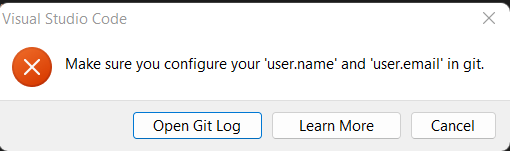 Visual Studio Code
Make sure you configure your 'user.name' and 'user.email' in git.
Open Git Log
Learn More
Cancel